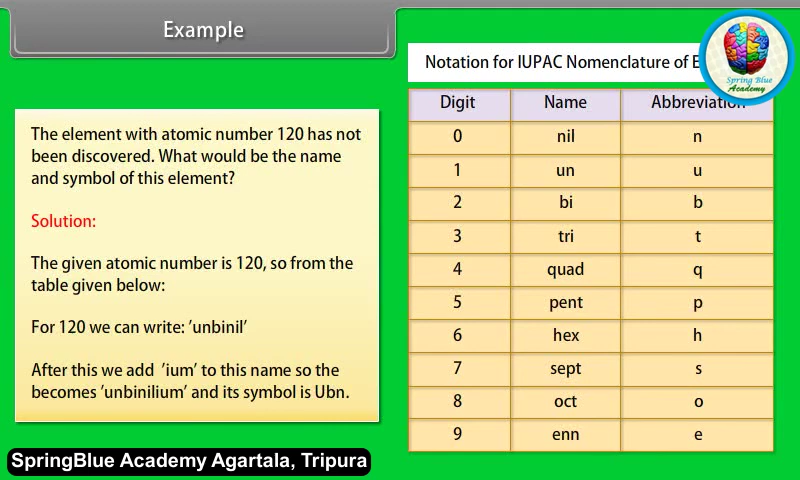 Example
The element with atomic number 120 has not
been discovered. What would be the name
and symbol of this element?
Solution:
The given atomic number is 120, so from the
table given below:
For 120 we can write: ’unbinil’
After this we add ’ium’ to this name so the
becomes ’unbinilium’ and its symbol is Ubn.
SpringBlue Academy Agartala, Tripura
Notation for IUPAC Nomenclature of E
Spring Blue
Academy
Digit Name Abbreviation
0 nil n
1 un u
2 bi b
3 tri t
4 quad q
5 pent p
6 hex h
7 sept s
8 oct o
9 enn e